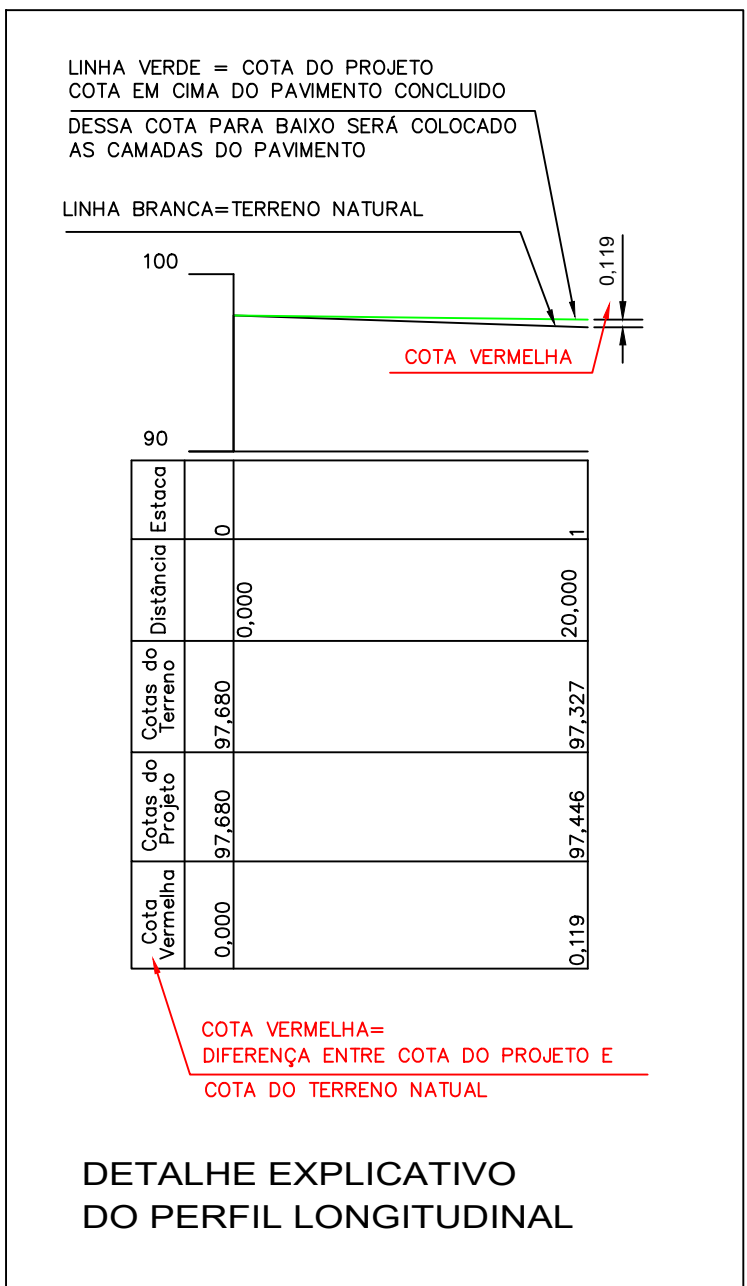 LINHA VERDE = COTA DO PROJETO
COTA EM CIMA DO PAVIMENTO CONCLUIDO
DESSA COTA PARA BAIXO SERÁ COLOCADO
AS CAMADAS DO PAVIMENTO
LINHA BRANCA=TERRENO NATURAL
0,119
100
COTA VERMELHA
90
Estaca
0
1
Distância
0,000
20,000
Cotas do
Terreno
97,680
97,327
Cotas do
Projeto
97,680
97,446
Cota
Vermelha
0,000
0,119
COTA VERMELHA=
DIFERENÇA ENTRE COTA DO PROJETO E
COTA DO TERRENO NATUAL
DETALHE EXPLICATIVO
DO PERFIL LONGITUDINAL